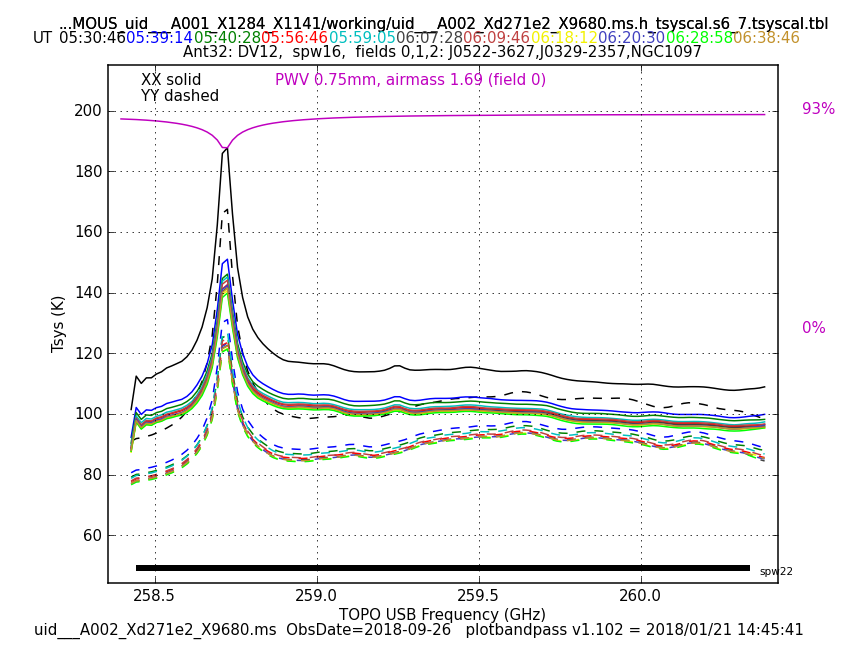 ...MOUS_uid___A001_X1284_X1141/working/uid___A002_Xd271e2_X9680.ms.h_tsyscal.s6_7.tsyscal.tbl
UT 05:30:46 05:39:14 05:40:28 05:56:46 05:59:05 06:07:28 06:09:46 06:18:12 06:20:30 06:28:58 06:38:46
Ant32: DV12, spw16, fields 0,1,2: J0522-3627,J0329-2357,NGC1097
XX solid
YY dashed
PWV 0.75mm, airmass 1.69 (field 0)
93%
0%
200
180
160
140
120
100
80
60
Tsys (K)
spw22
258.5 259.0 259.5 260.0
TOPO USB Frequency (GHz)
uid___A002_Xd271e2_X9680.ms ObsDate=2018-09-26 plotbandpass v1.102 = 2018/01/21 14:45:41